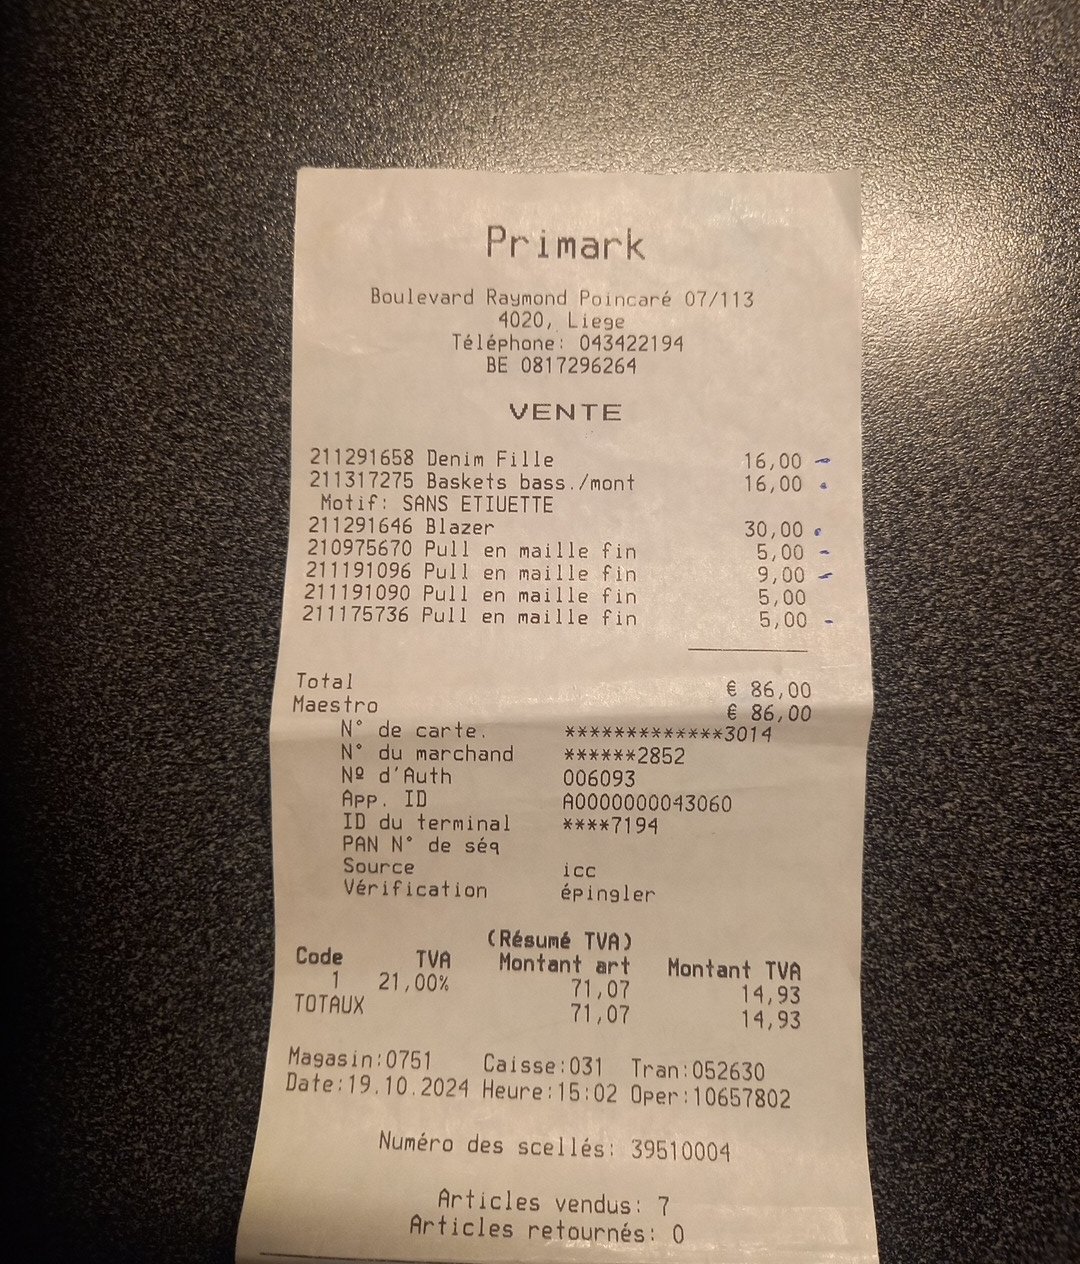 Primark
Boulevard Raymond Poincaré 07/113
4020, Liege
Téléphone: 043422194
BE 0817296264
VENTE
211291658 Denim Fille 16,00
211317275 Baskets bass./mont 16,00
Motif: SANS ETIUETTE
211291646 Blazer 30,00
210975670 Pull en maille fin 5,00
211191096 Pull en maille fin 9,00
211191090 Pull en maille fin 5,00
211175736 Pull en maille fin 5,00
Total € 86,00
Maestro € 86,00
N° de carte. *************3014
N° du marchand ******2852
Nº d'Auth 006093
App. ID A0000000043060
ID du terminal ****7194
PAN N° de séq
Source icc
Vérification épingler
(Résumé TVA)
Code TVA Montant art Montant TVA
1 21,00% 71,07 14,93
TOTAUX 71,07 14,93
Magasin:0751 Caisse:031 Tran:052630
Date:19.10.2024 Heure:15:02 Oper:10657802
Numéro des scellés: 39510004
Articles vendus: 7
Articles retournés: 0